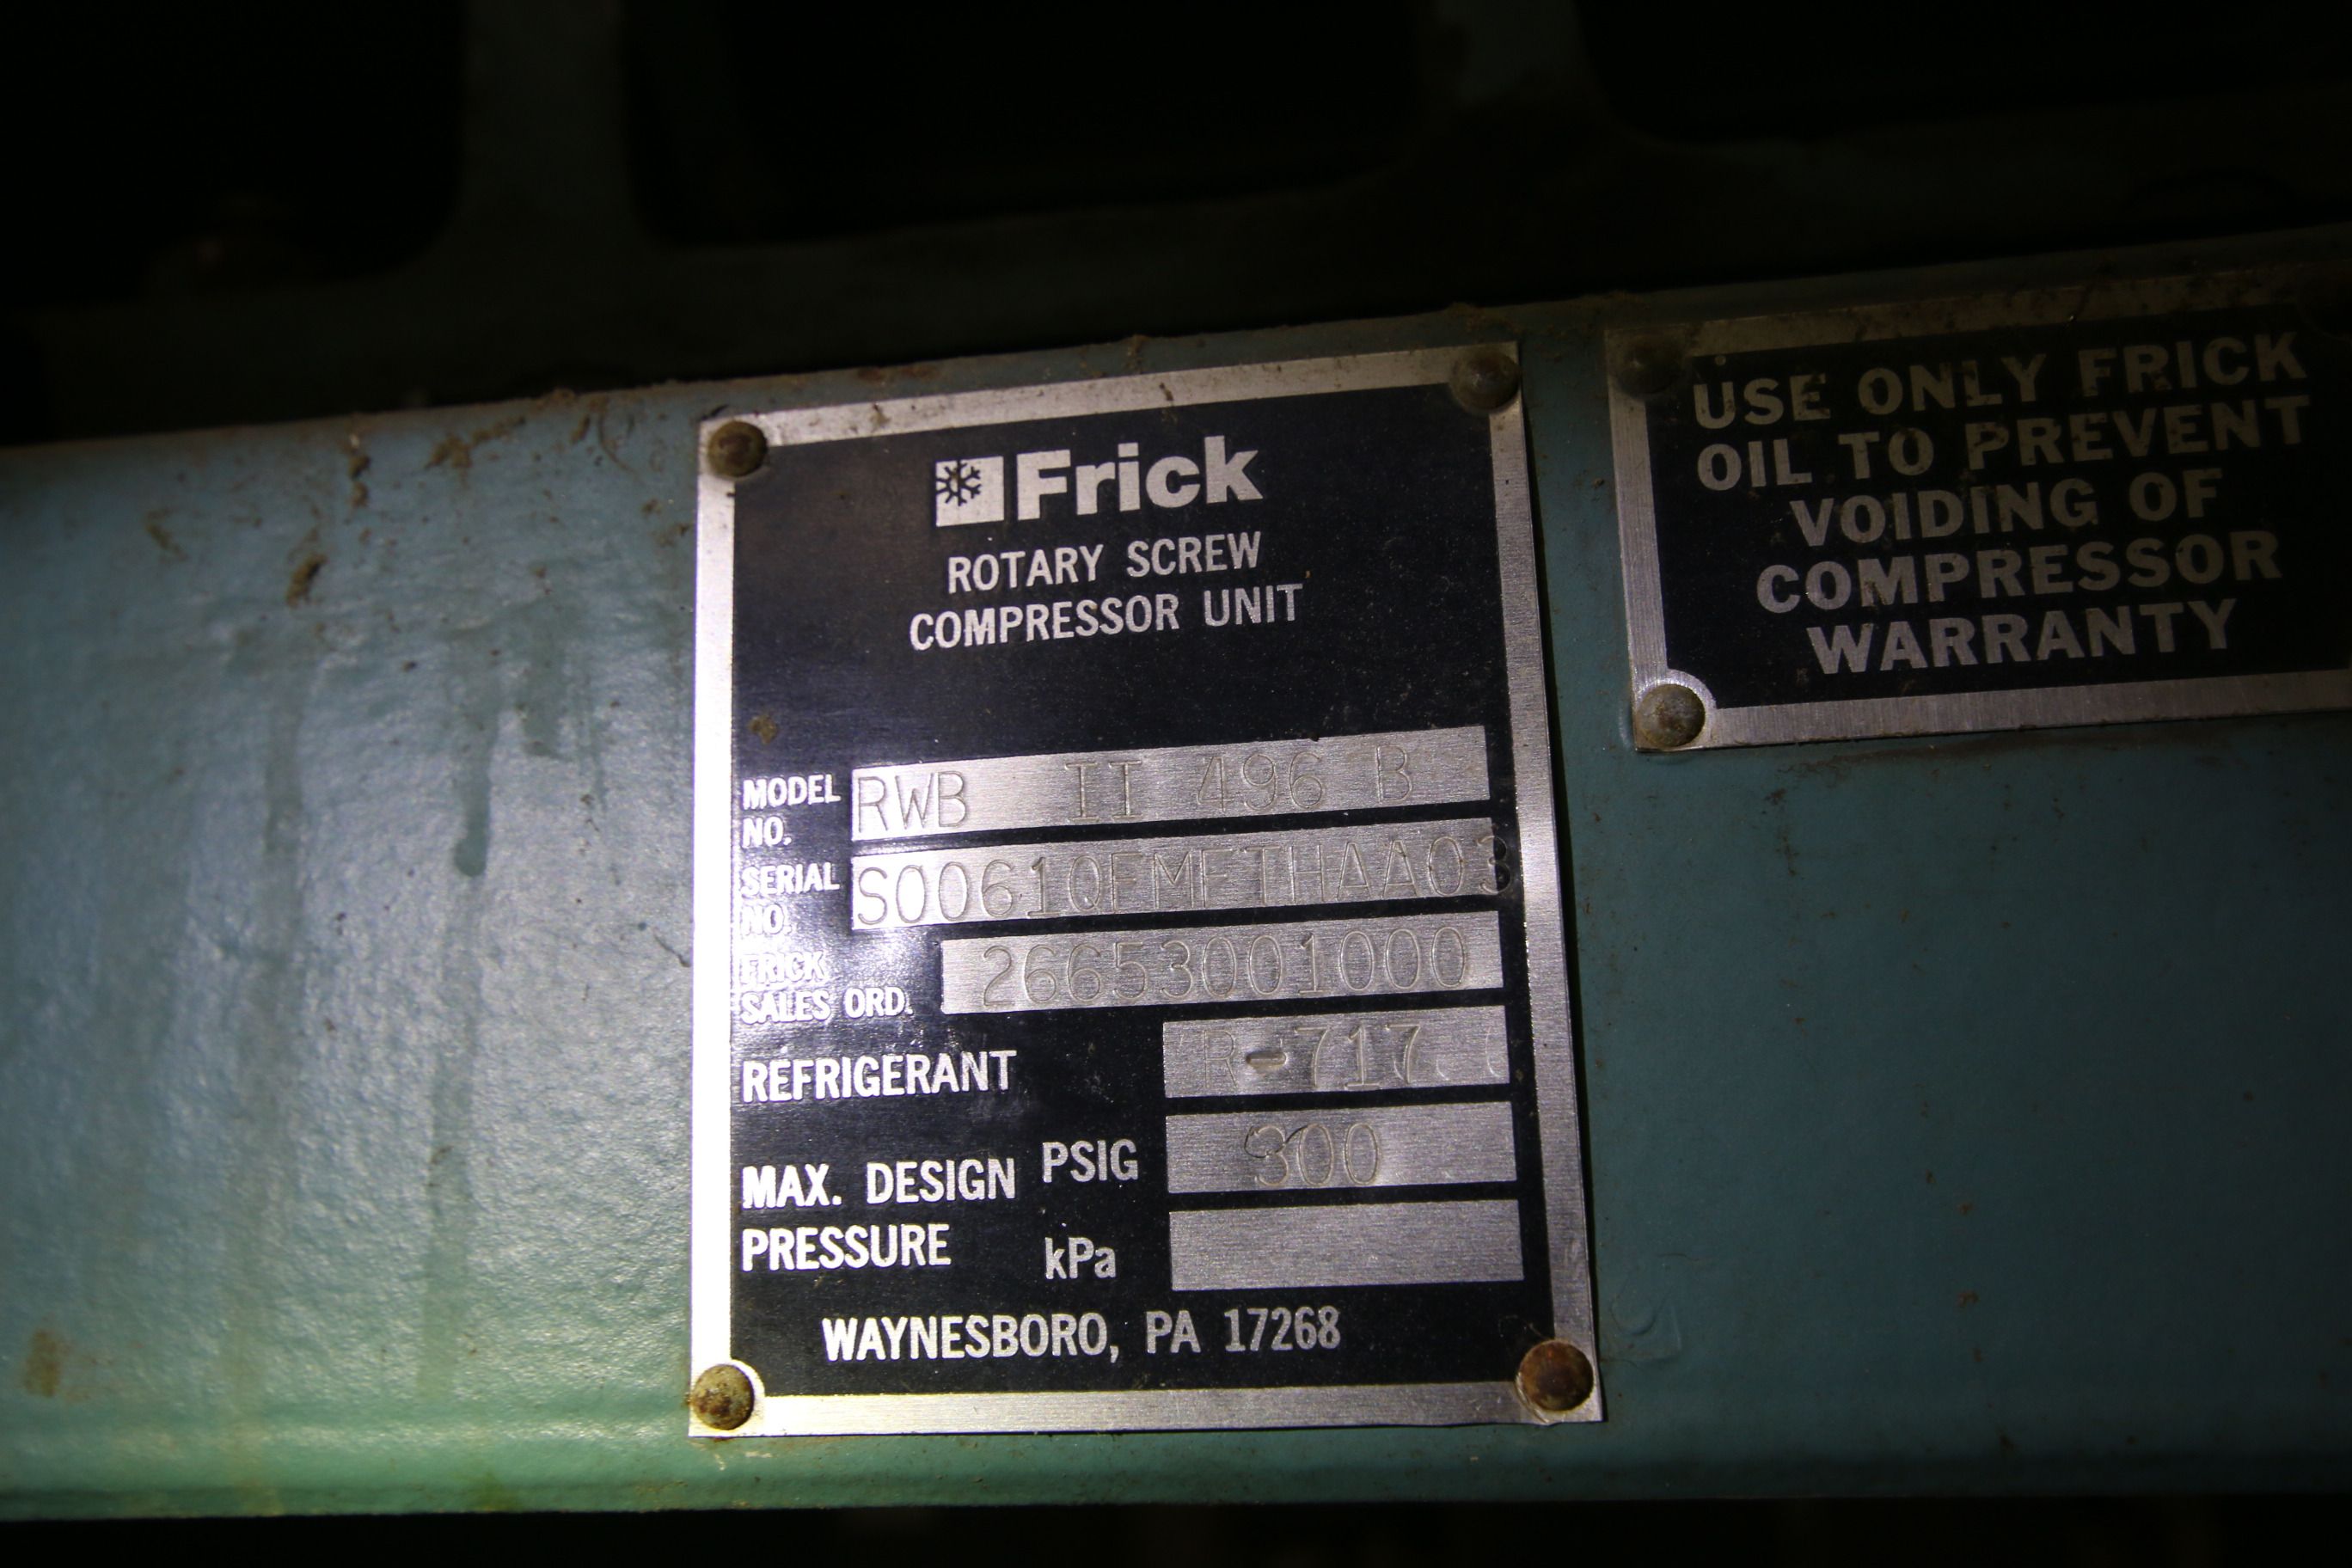 Frick
ROTARY SCREW
COMPRESSOR UNIT
MODEL NO. RWB II 496 B
SERIAL NO. S00610FMFTHAA03
FRICK SALES ORD. 26653001000
REFRIGERANT R-717
MAX. DESIGN PRESSURE PSIG 300
kPa
WAYNESBORO, PA 17268
USE ONLY FRICK
OIL TO PREVENT
VOIDING OF
COMPRESSOR
WARRANTY